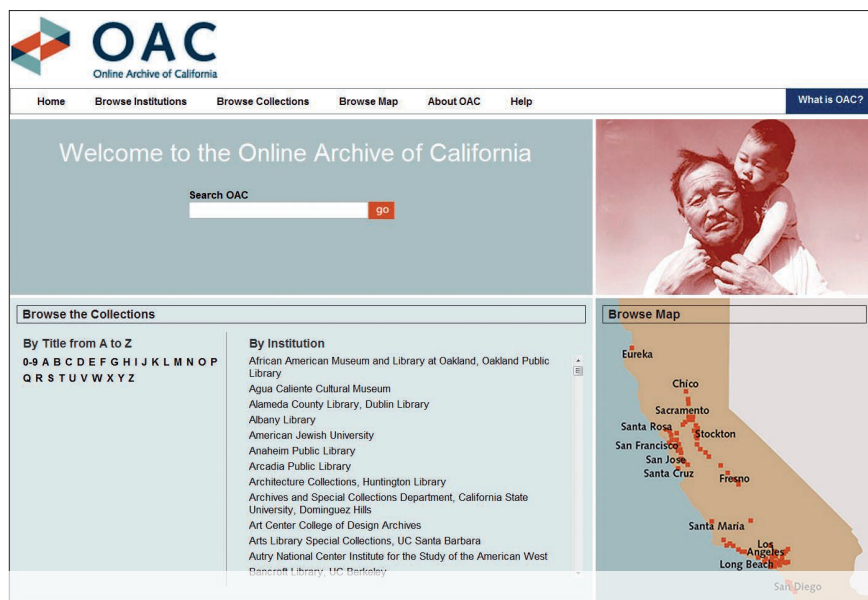 OAC
Online Archive of California
Home Browse Institutions Browse Collections Browse Map About OAC Help What is OAC?
Welcome to the Online Archive of California
Search OAC
go
Browse the Collections
By Title from A to Z
0-9 A B C D E F G H I J K L M N O P
Q R S T U V W X Y Z
By Institution
African American Museum and Library at Oakland, Oakland Public
Library
Agua Caliente Cultural Museum
Alameda County Library, Dublin Library
Albany Library
American Jewish University
Anaheim Public Library
Arcadia Public Library
Architecture Collections, Huntington Library
Archives and Special Collections Department, California State
University, Dominguez Hills
Art Center College of Design Archives
Arts Library Special Collections, UC Santa Barbara
Autry National Center Institute for the Study of the American West
Bancroft Library, UC Berkeley
Browse Map
Eureka
Chico
Sacramento
Santa Rosa
Stockton
San Francisco
San Jose
Santa Cruz
Fresno
Santa Maria
Los
Angeles
Long Beach
San Diego